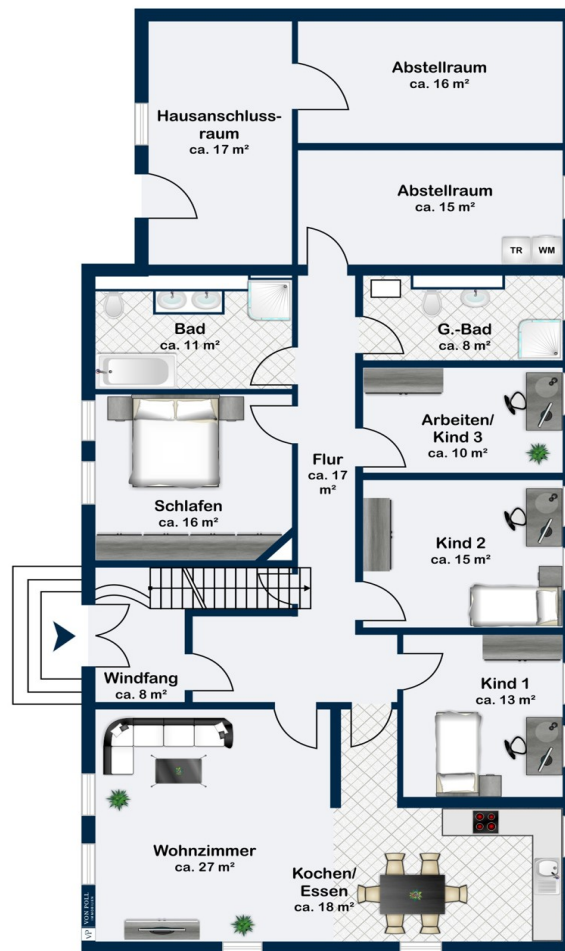 Abstellraum
ca. 16 m²
Hausanschluss-
raum
ca. 17 m²
Abstellraum
ca. 15 m²
TR WM
Bad
ca. 11 m²
G.-Bad
ca. 8 m²
Arbeiten/
Kind 3
ca. 10 m²
Flur
ca. 17
m²
Schlafen
ca. 16 m²
Kind 2
ca. 15 m²
Windfang
ca. 8 m²
Kind 1
ca. 13 m²
Wohnzimmer
ca. 27 m²
Kochen/
Essen
ca. 18 m²
VP VON POLL
IMMOBILIEN